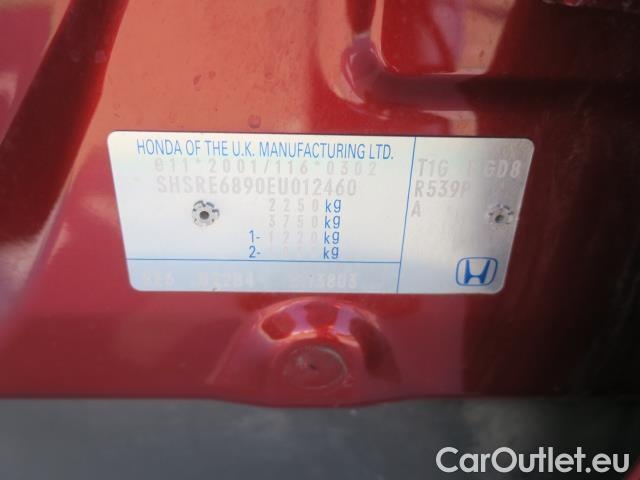 HONDA OF THE U.K. MANUFACTURING LTD.
e11*2001/116*0302
SHSRE6890EU012460
2250 kg
3750 kg
1- 1220 kg
2- kg
T1G
R539P
A
CarOutlet.eu